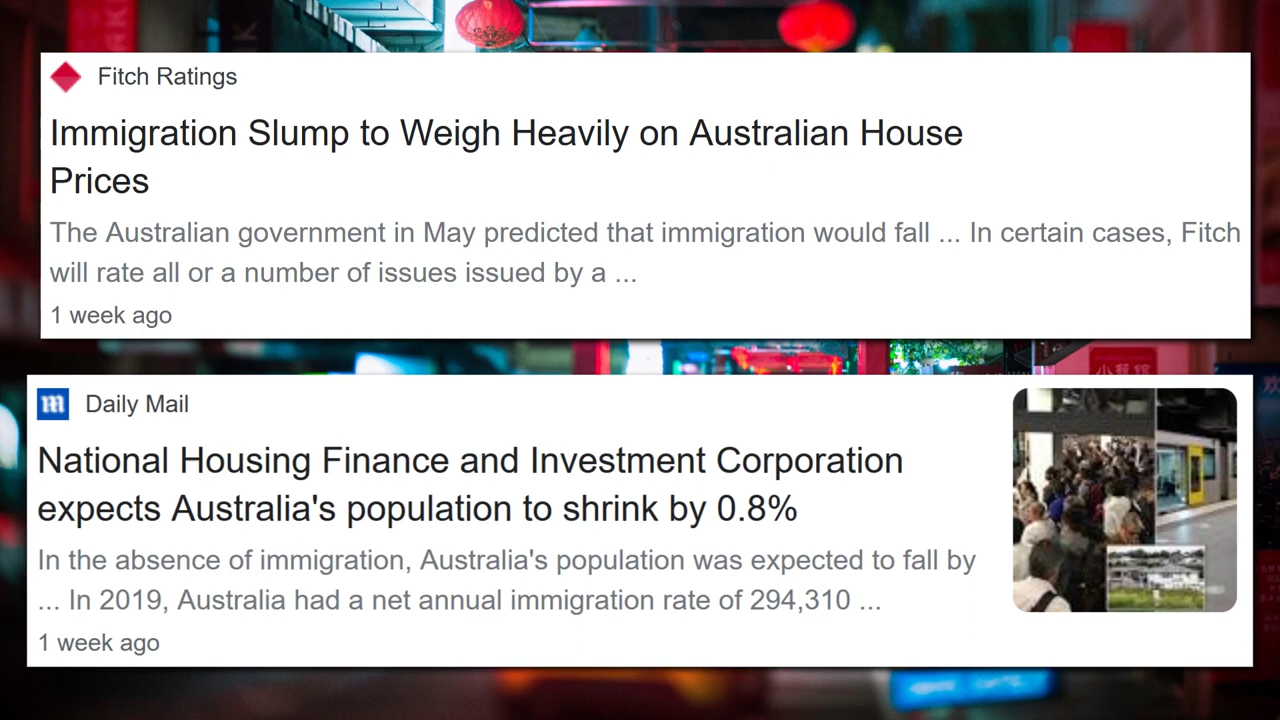 Fitch Ratings
Immigration Slump to Weigh Heavily on Australian House
Prices
The Australian government in May predicted that immigration would fall ... In certain cases, Fitch
will rate all or a number of issues issued by a ...
1 week ago
Daily Mail
National Housing Finance and Investment Corporation
expects Australia's population to shrink by 0.8%
In the absence of immigration, Australia's population was expected to fall by
... In 2019, Australia had a net annual immigration rate of 294,310 ...
1 week ago